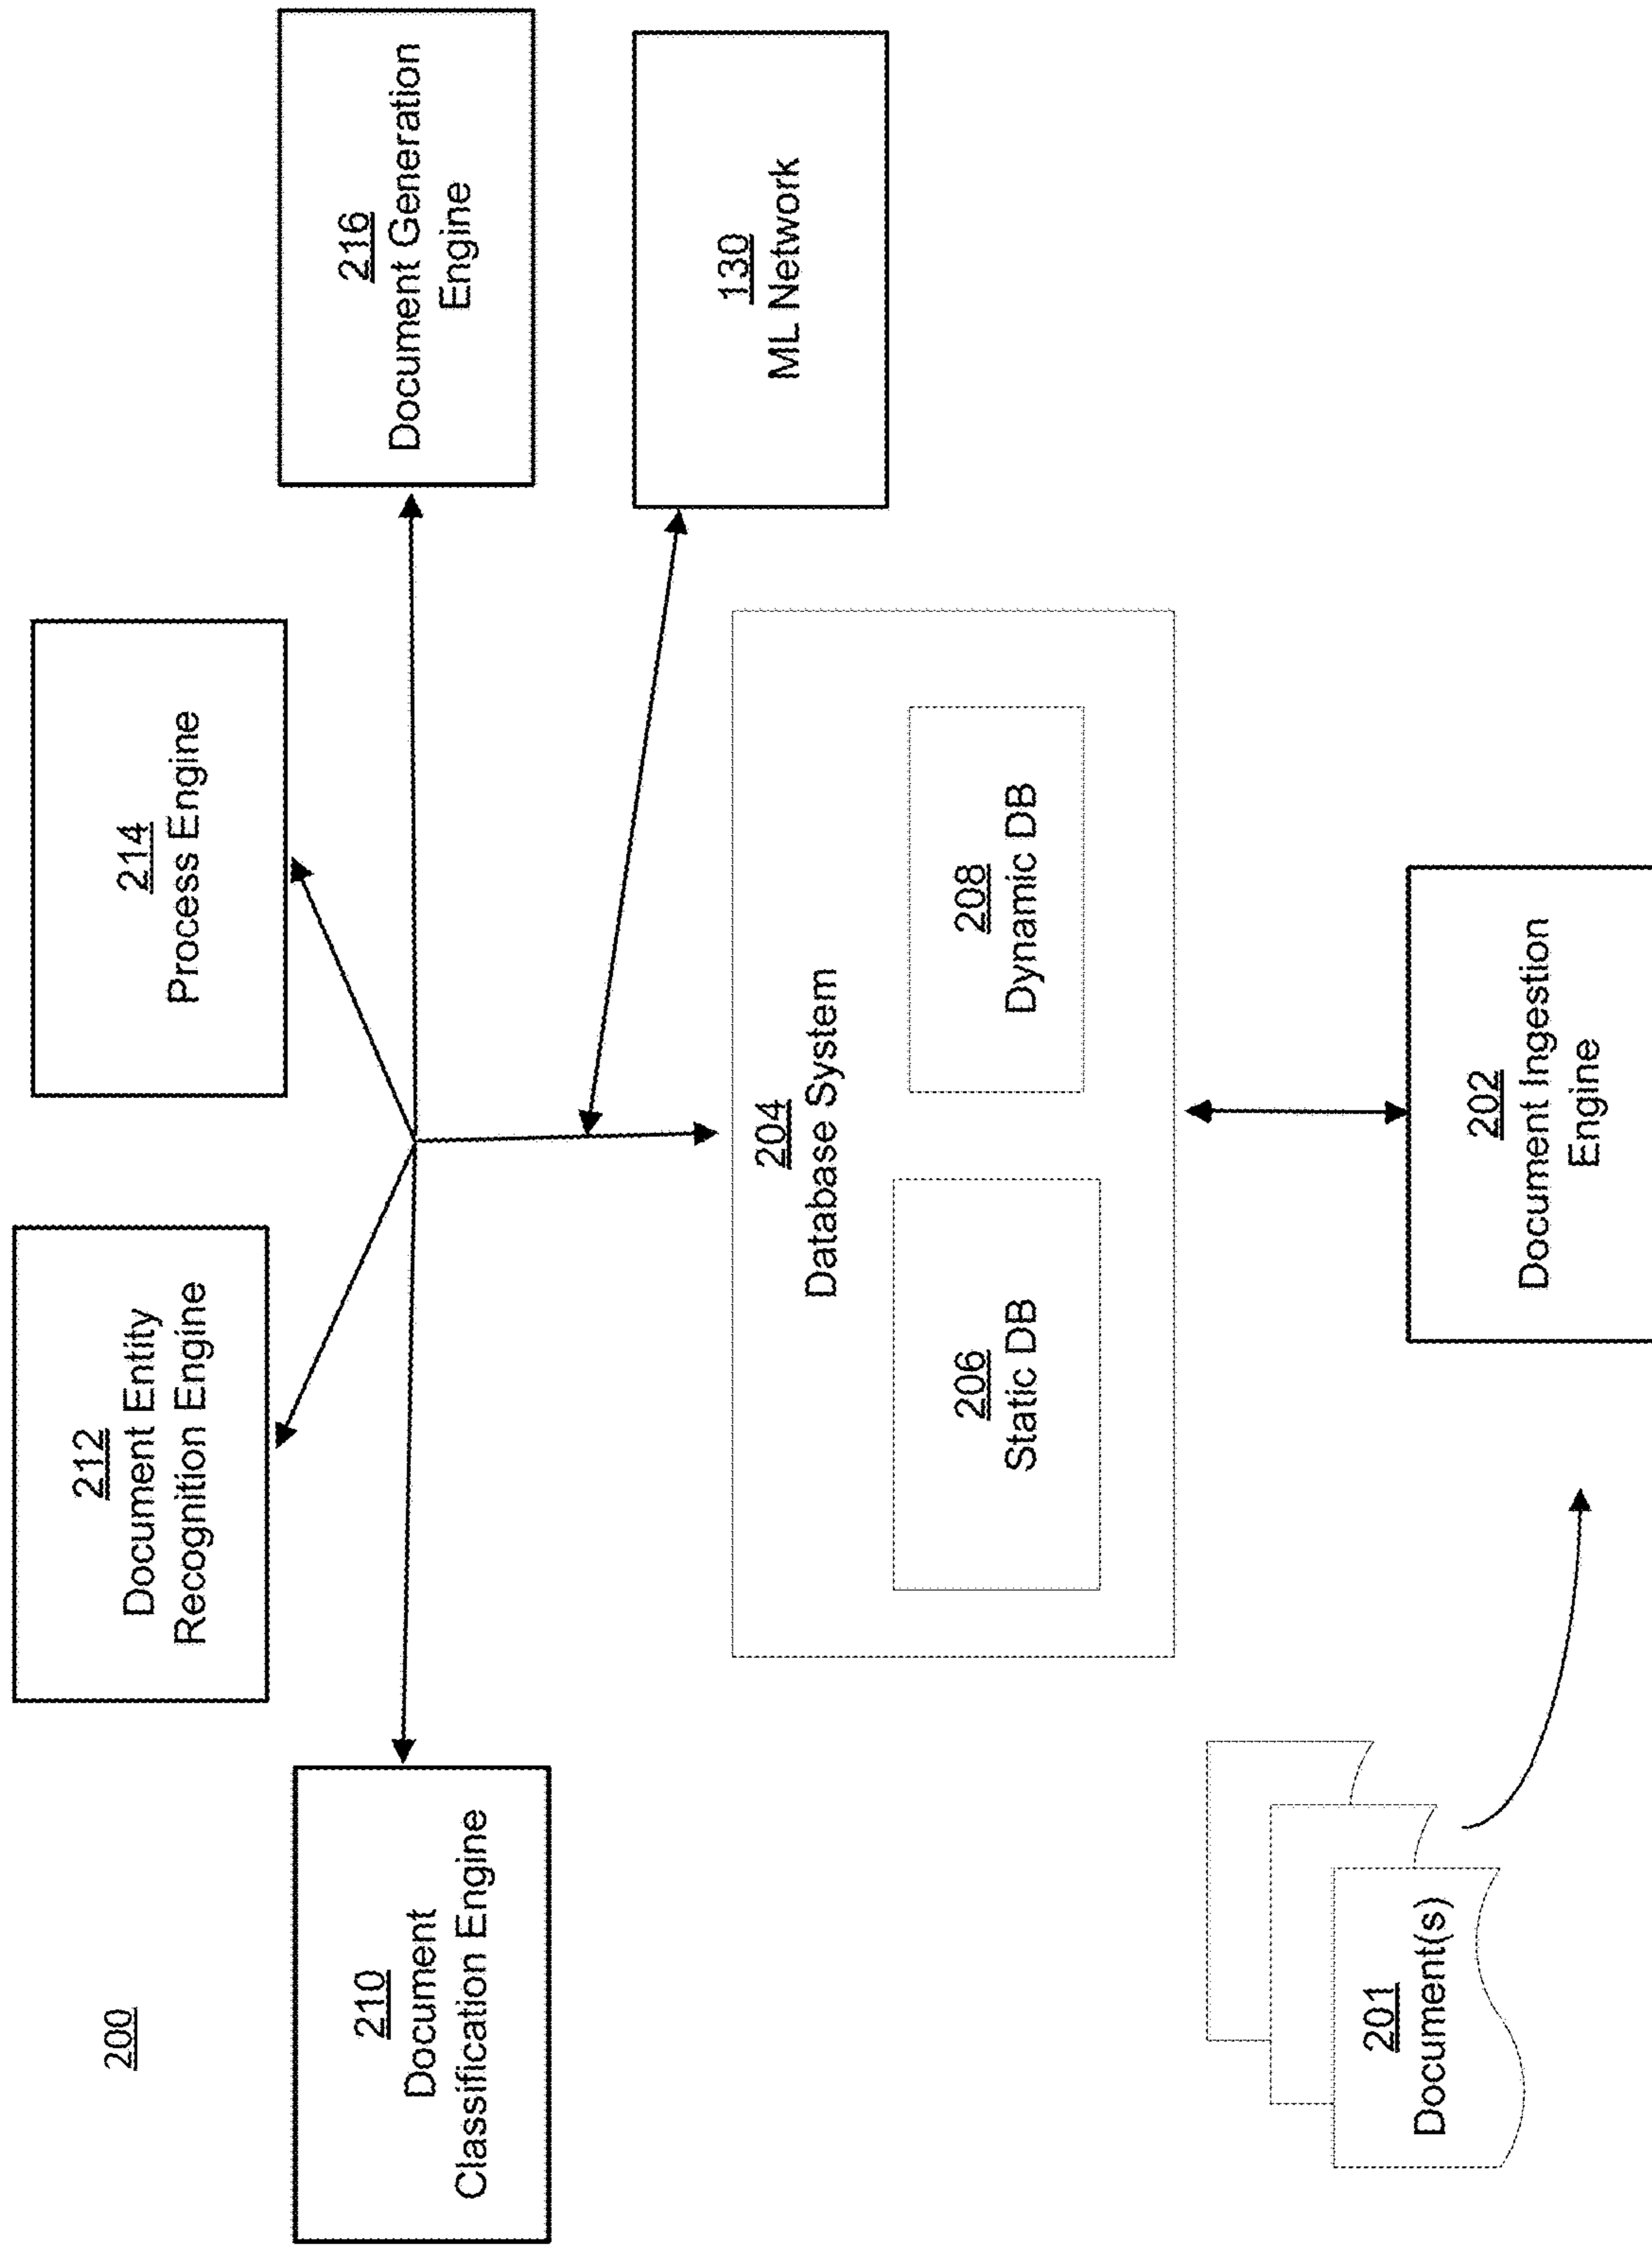 200
212
Document Entity
Recognition Engine
214
Process Engine
210
Document
Classification Engine
216
Document Generation
Engine
130
ML Network
204
Database System
206
Static DB
208
Dynamic DB
201
Document(s)
202
Document Ingestion
Engine